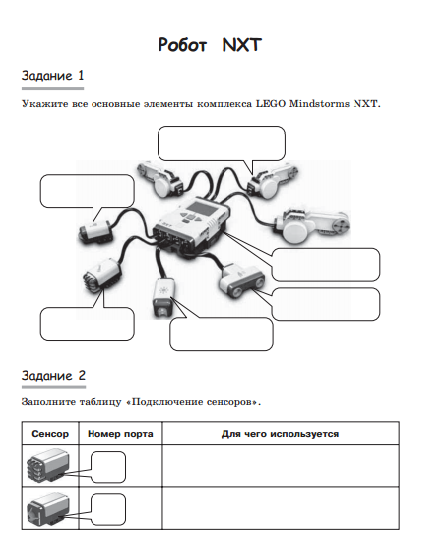 Робот NXT
Задание 1
Укажите все основные элементы комплекса LEGO Mindstorms NXT.
Задание 2
Заполните таблицу «Подключение сенсоров».
Сенсор Номер порта Для чего используется